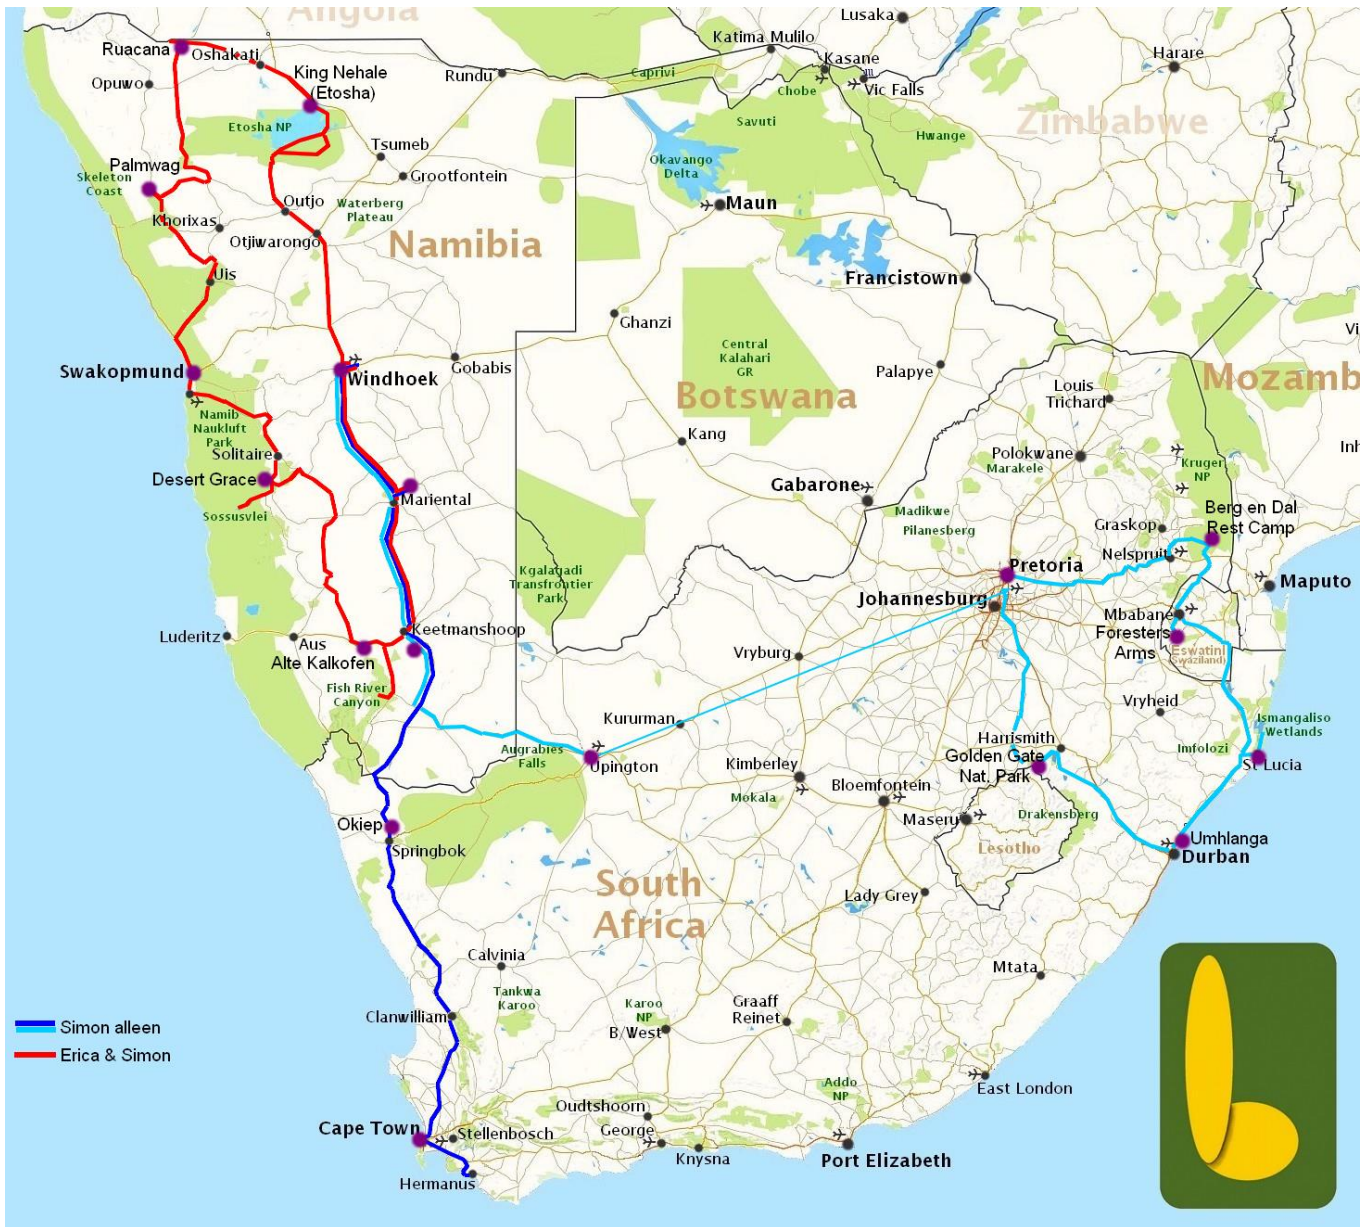 Angola
Lusaka
Ruacana
Oshakati
Katima Mulilo
Harare
Opuwo
King Nehale
(Etosha)
Rundu
Caprivi
Kasane
Chobe
Vic Falls
Etosha NP
Savuti
Zimbabwe
Hwange
Tsumeb
Palmwag
Skeleton
Coast
Grootfontein
Okavango
Delta
Outjo
Waterberg
Plateau
Maun
Khorixas
Otjiwarongo
Namibia
Uis
Francistown
Ghanzi
Vi
Swakopmund
Windhoek
Gobabis
Central
Kalahari
GR
Palapye
Mozamb
Botswana
Louis
Trichard
Namib
Naukluft
Park
Kang
Solitaire
Polokwane
Marakele
Kruger
NP
Inh
Desert Grace
Mariental
Gabarone
Sossusvlei
Madikwe
Pilanesberg
Graskop
Berg en Dal
Rest Camp
Nelspruit
Kgalagadi
Transfrontier
Park
Pretoria
Johannesburg
Maputo
Mbabane
Foresters
Arms
Eswatini
(Swaziland)
Luderitz
Aus
Keetmanshoop
Alte Kalkofen
Vryburg
Fish River
Canyon
Vryheid
Kururman
Ismangaliso
Wetlands
Imfolozi
Augrabies
Falls
Upington
Kimberley
Harrismith
Golden Gate
Nat. Park
St Lucia
Mokala
Bloemfontein
Okiep
Maseru
Drakensberg
Springbok
Lesotho
Umhlanga
Durban
South
Africa
Lady Grey
Calvinia
Mtata
Tankwa
Karoo
Karoo
NP
B/West
Graaff
Reinet
Clanwilliam
Simon alleen
Erica & Simon
East London
Addo
NP
Oudtshoorn
Cape Town
Stellenbosch
George
Knysna
Port Elizabeth
Hermanus